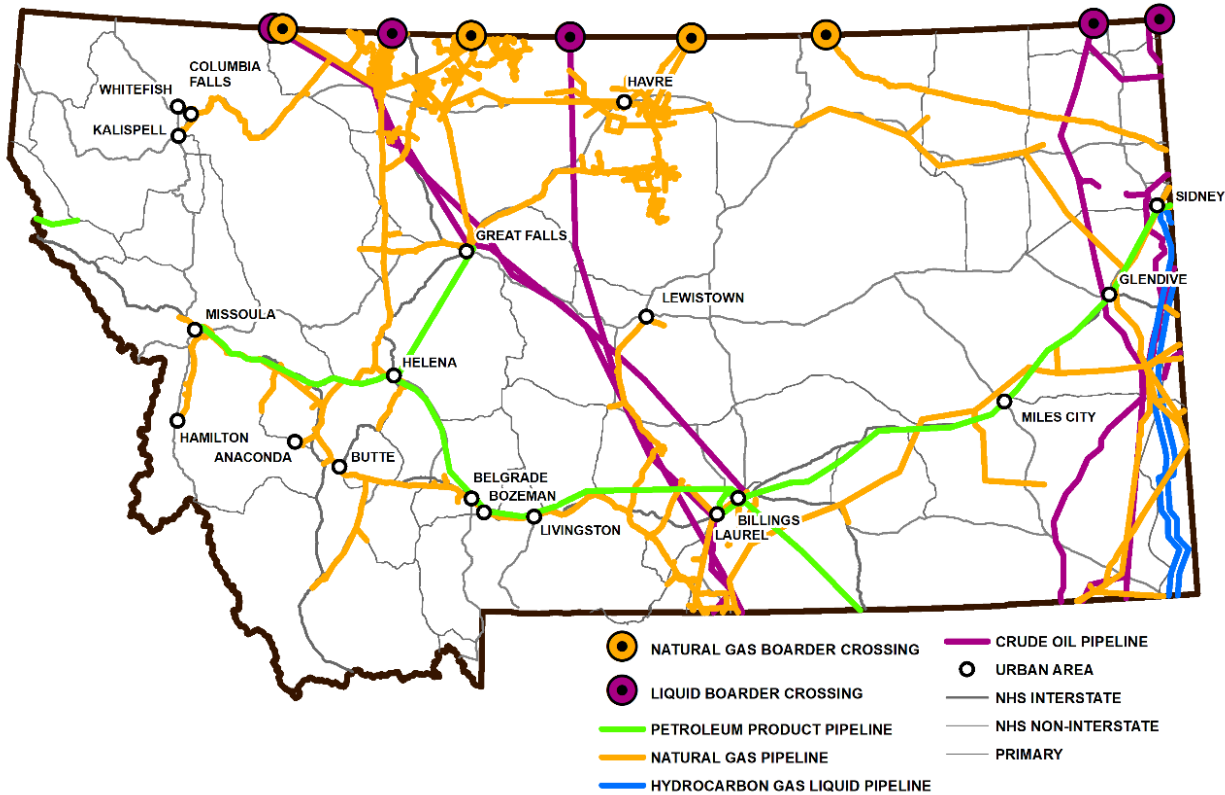 COLUMBIA
FALLS
WHITEFISH
KALISPELL
HAVRE
SIDNEY
GREAT FALLS
GLENDIVE
LEWISTOWN
MISSOULA
HELENA
MILES CITY
HAMILTON
ANACONDA
BUTTE
BELGRADE
BOZEMAN
LIVINGSTON
BILLINGS
LAUREL
NATURAL GAS BOARDER CROSSING
LIQUID BOARDER CROSSING
PETROLEUM PRODUCT PIPELINE
NATURAL GAS PIPELINE
HYDROCARBON GAS LIQUID PIPELINE
CRUDE OIL PIPELINE
URBAN AREA
NHS INTERSTATE
NHS NON-INTERSTATE
PRIMARY